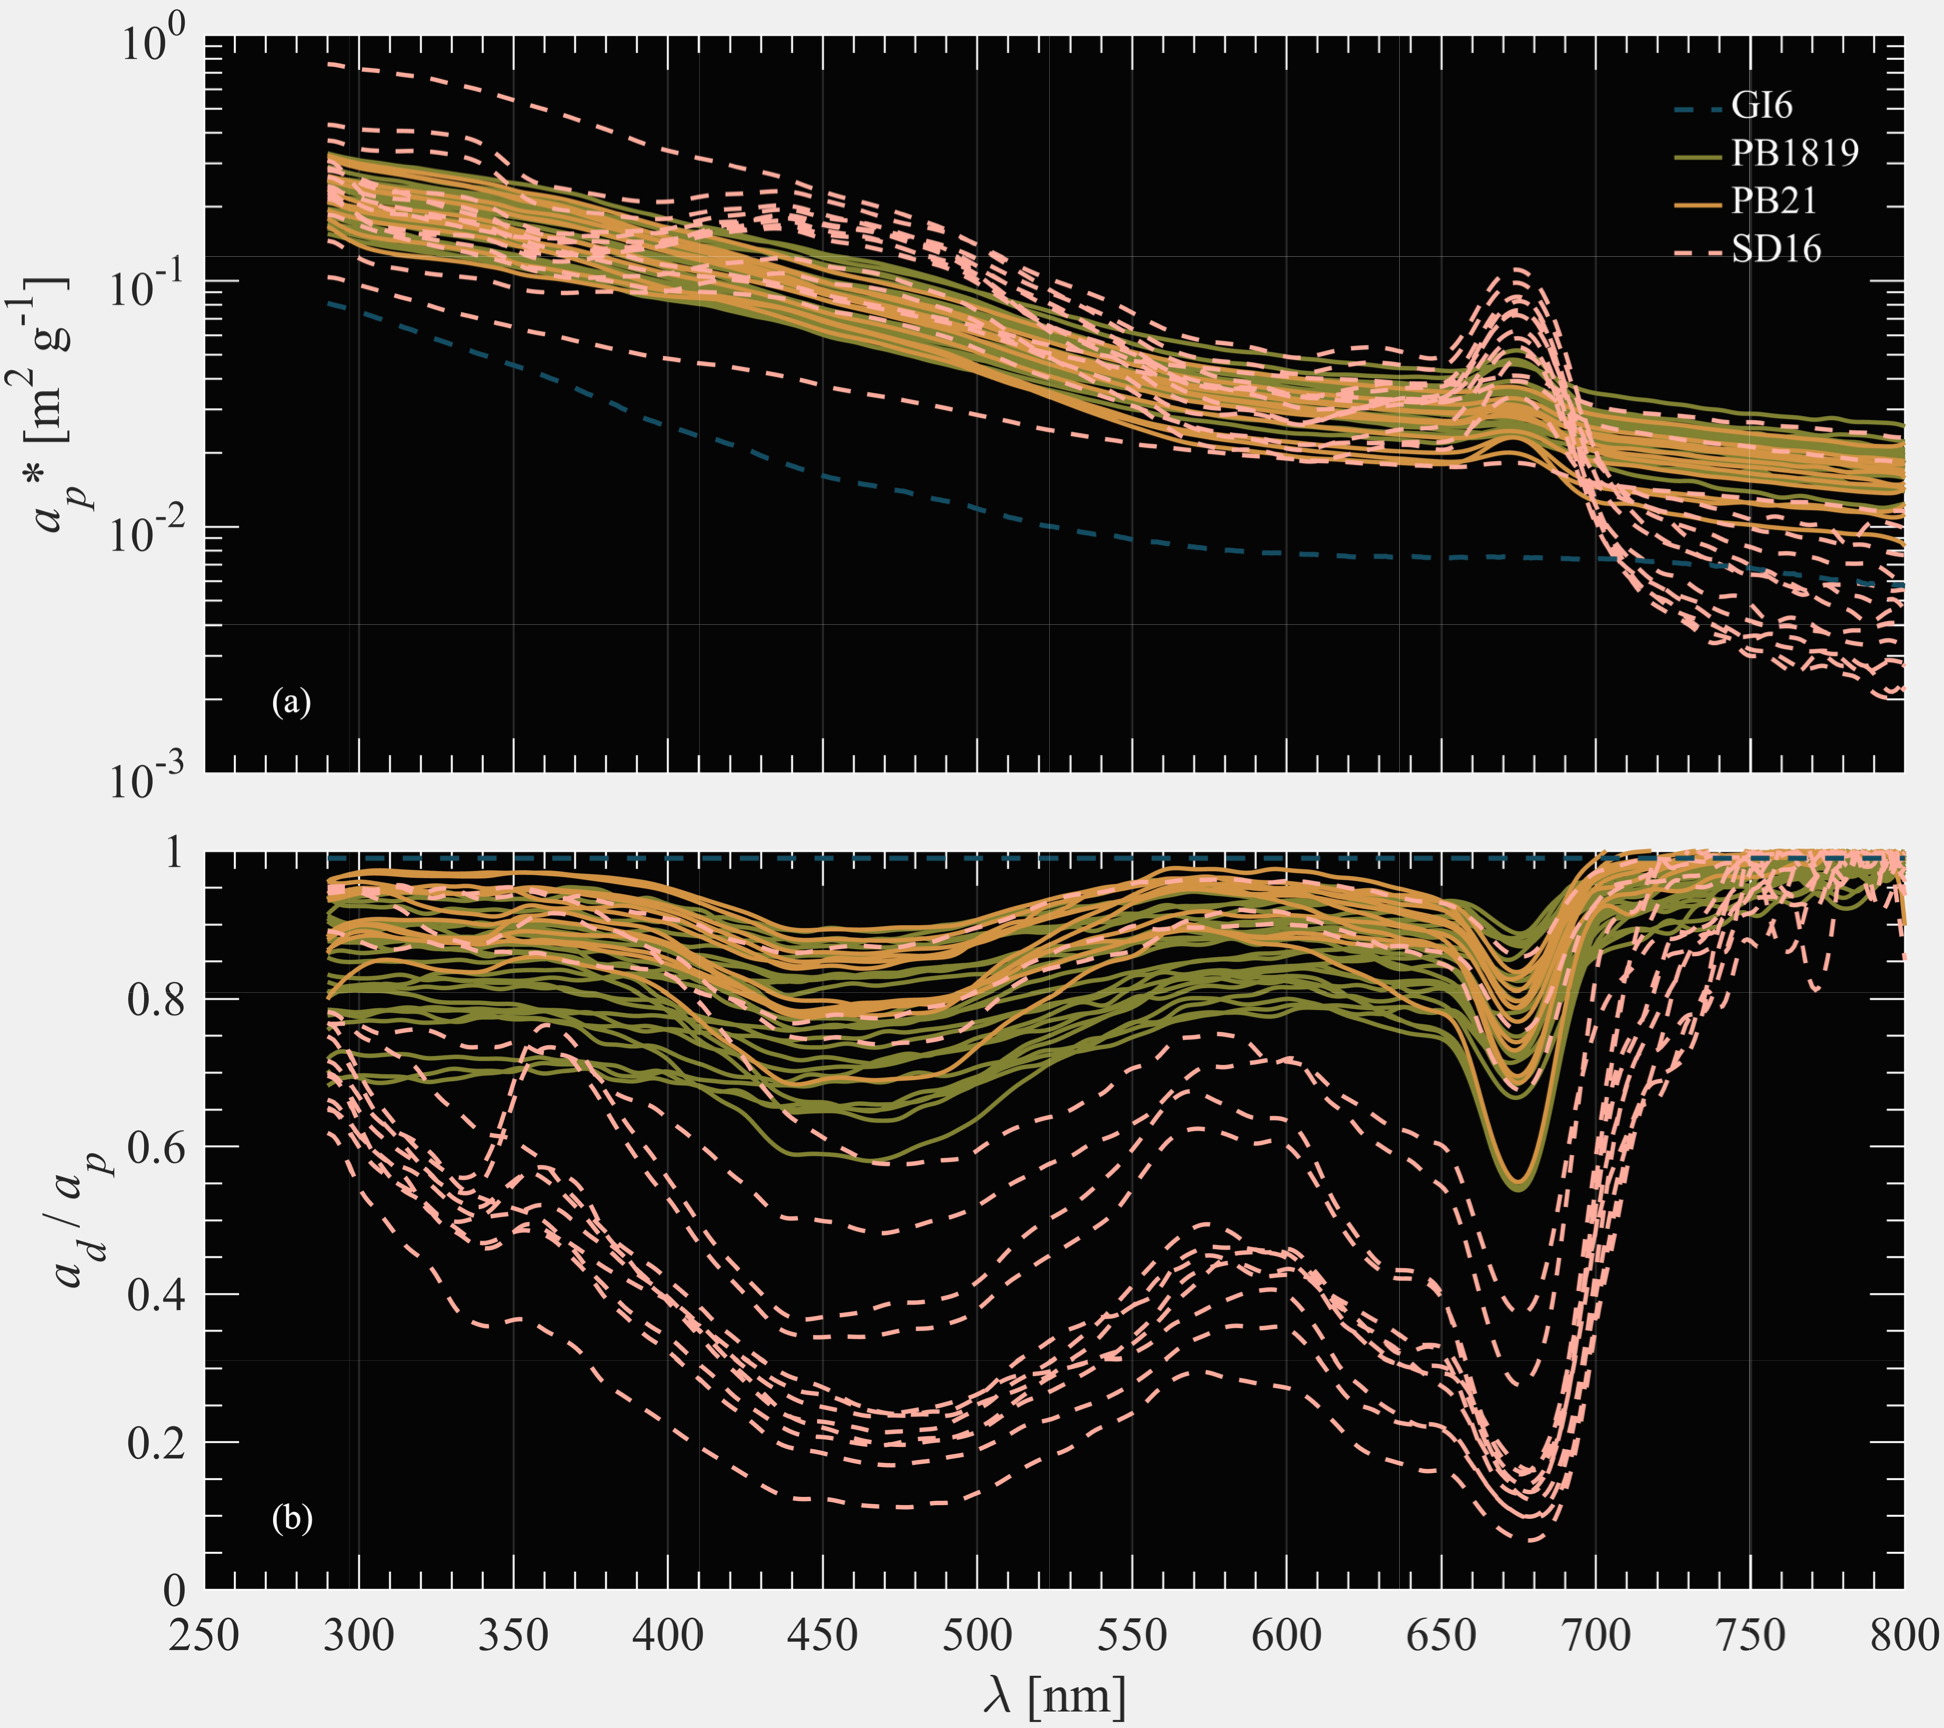 10^0
10^-1
10^-2
10^-3
a_p* [m^2 g^-1]
GI6
PB1819
PB21
SD16
(a)
1
0.8
0.6
0.4
0.2
0
a_d / a_p
(b)
250 300 350 400 450 500 550 600 650 700 750 800
λ [nm]